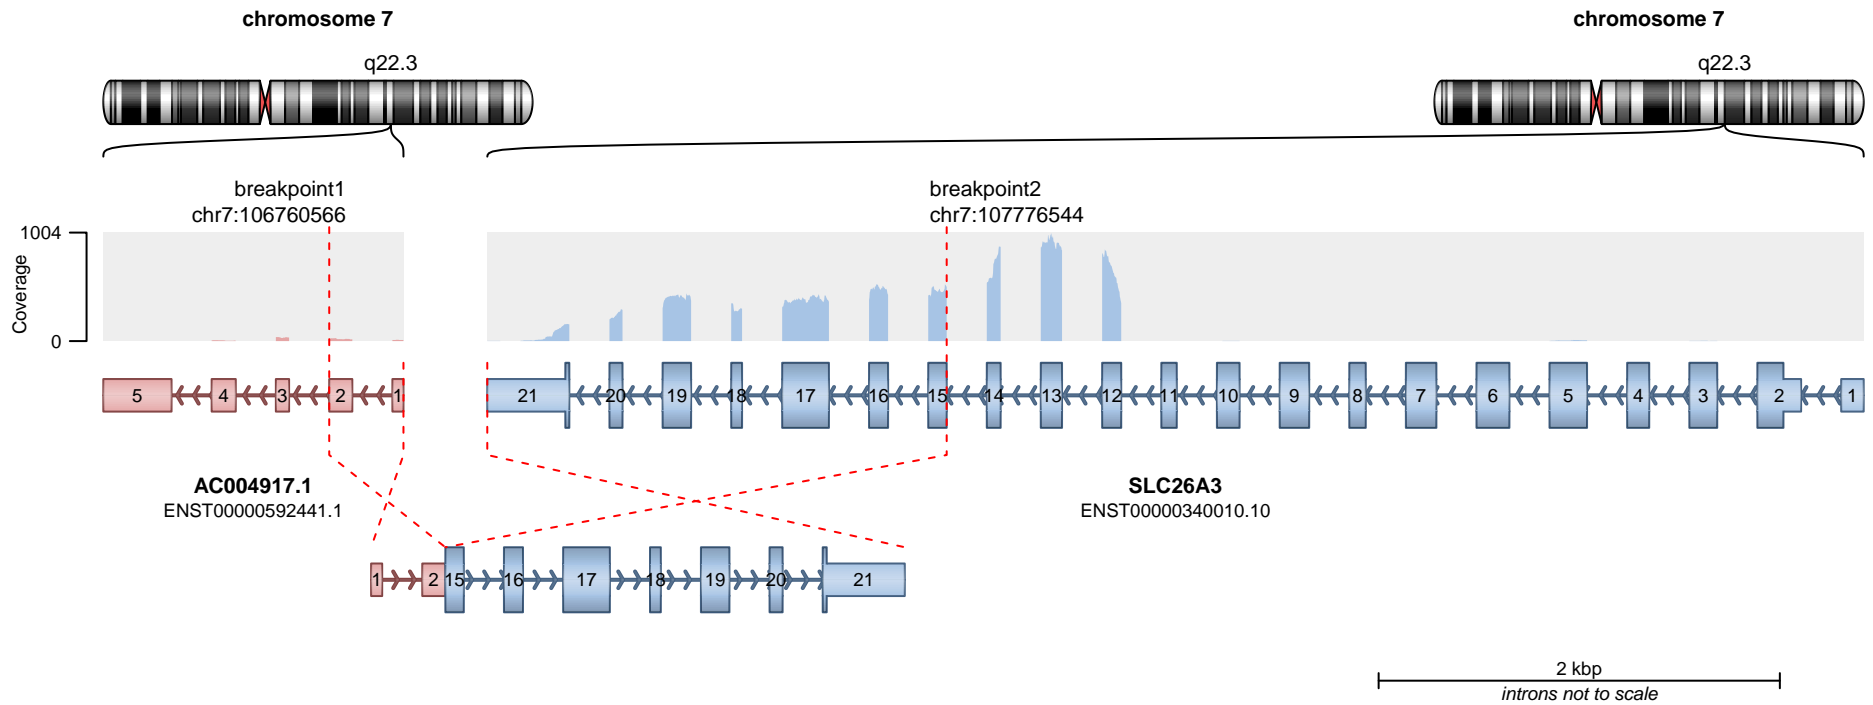 chromosome 7
chromosome 7
q22.3
q22.3
breakpoint1
chr7:106760566
breakpoint2
chr7:107776544
1004
Coverage
0
5 4 3 2 1
21 20 19 18 17 16 15 14 13 12 11 10 9 8 7 6 5 4 3 2 1
AC004917.1
ENST00000592441.1
SLC26A3
ENST00000340010.10
1 2 15 16 17 18 19 20 21
2 kbp
introns not to scale